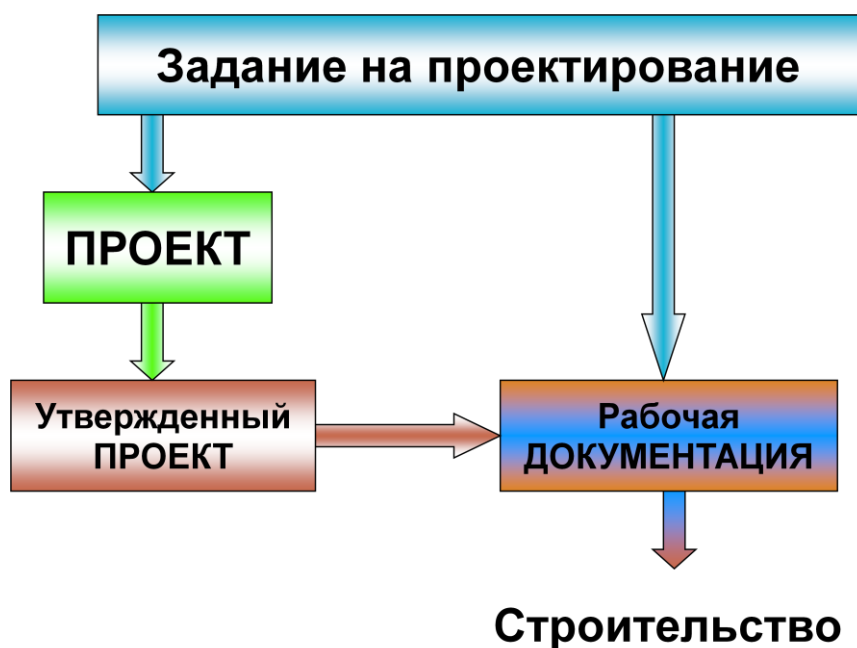 Задание на проектирование
ПРОЕКТ
Утвержденный
ПРОЕКТ
Рабочая
ДОКУМЕНТАЦИЯ
Строительство